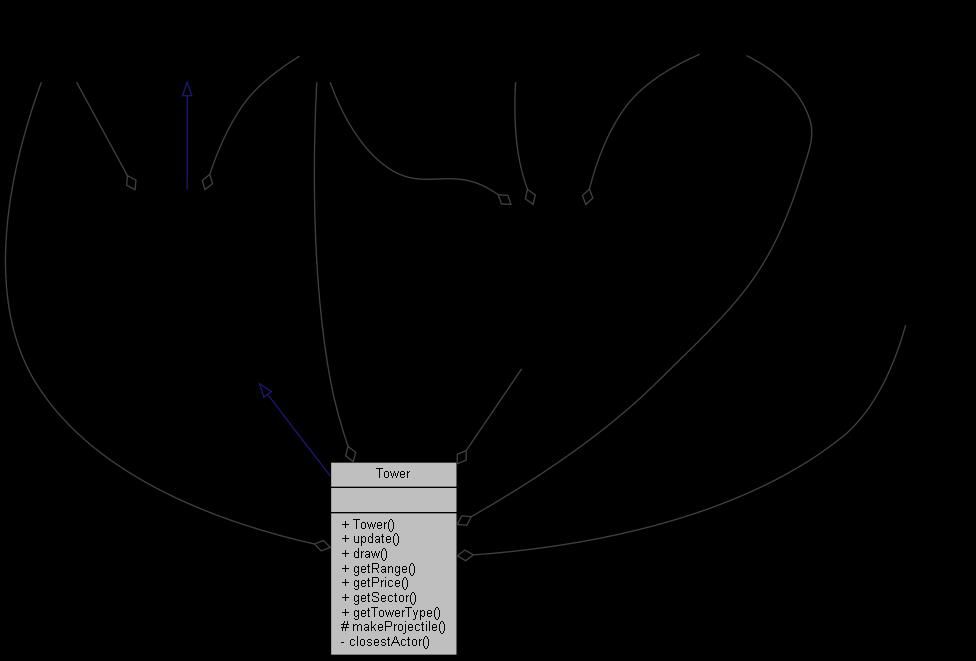 Tower
+ Tower()
+ update()
+ draw()
+ getRange()
+ getPrice()
+ getSector()
+ getTowerType()
# makeProjectile()
- closestActor()